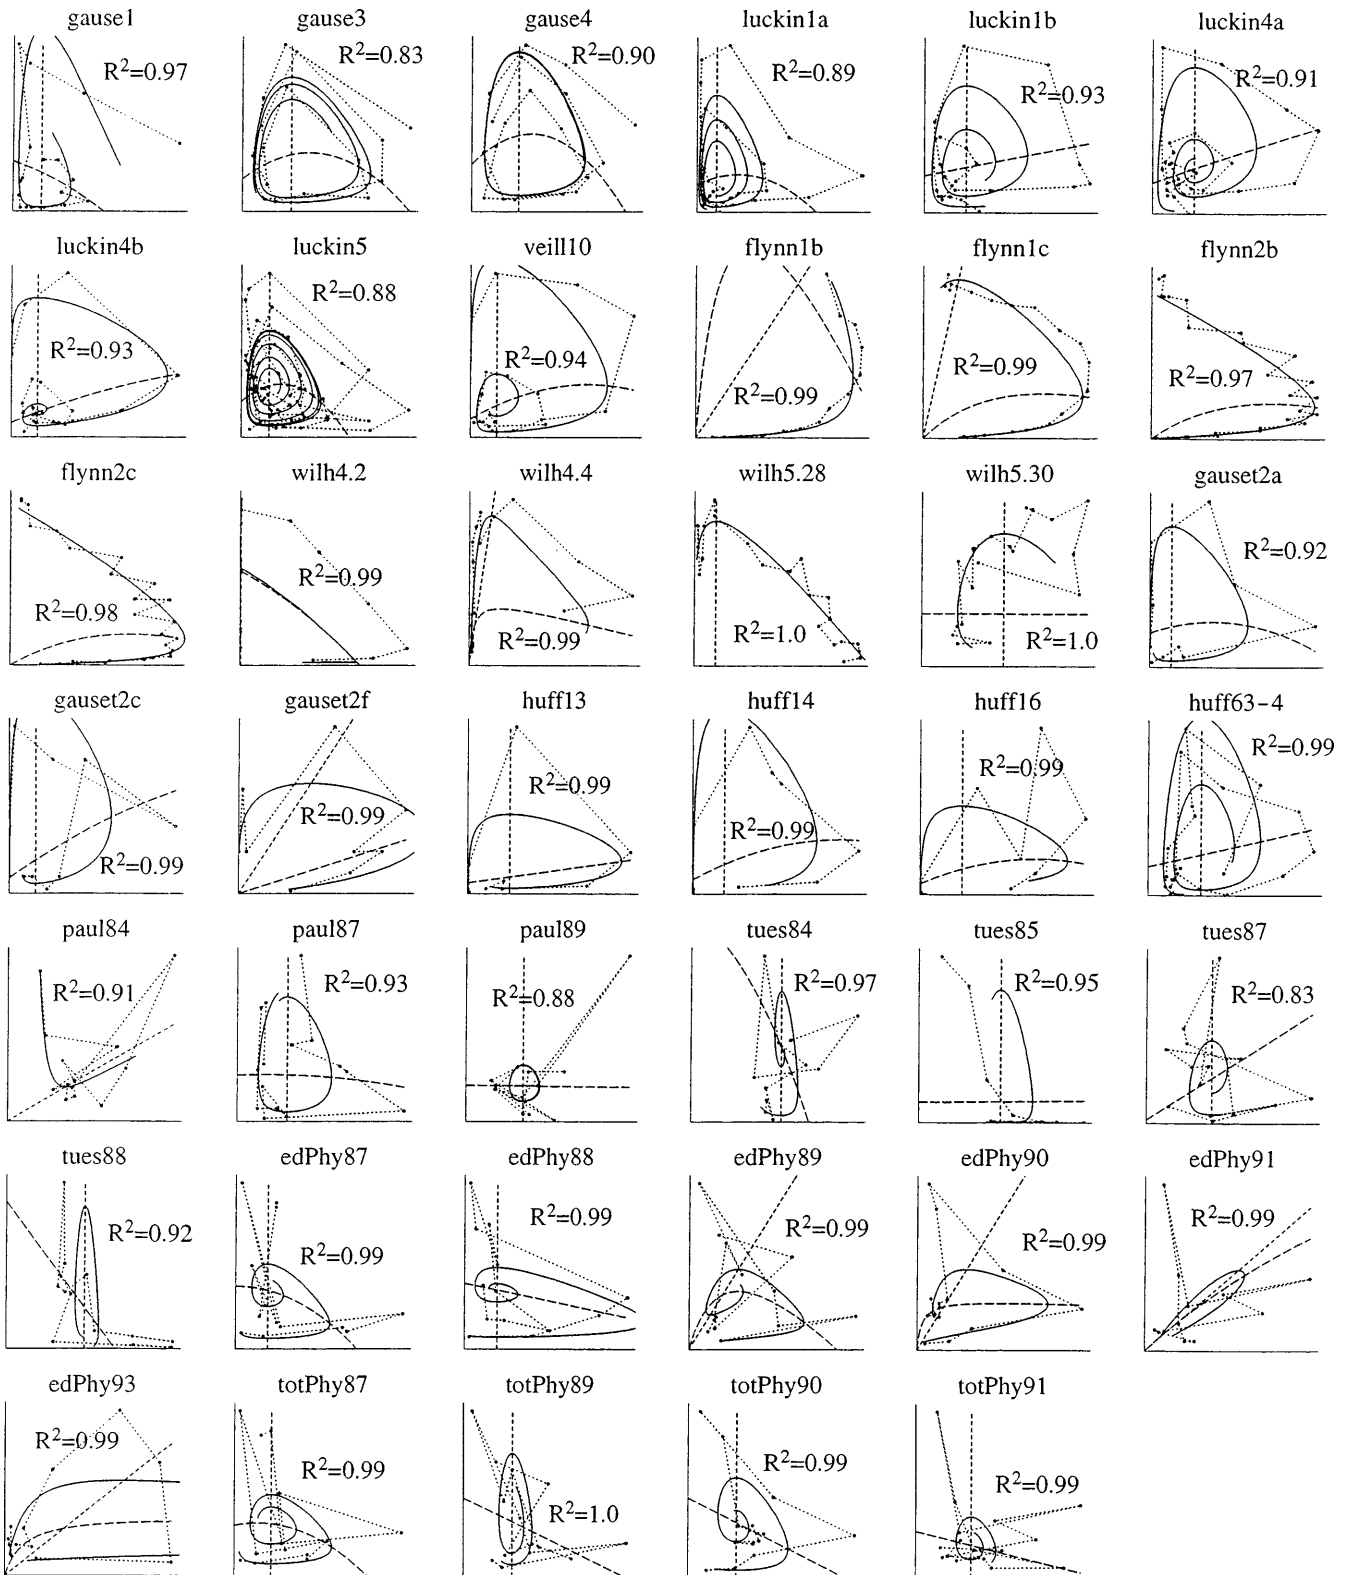 gause1 gause3 gause4 luckin1a luckin1b luckin4a
R²=0.97 R²=0.83 R²=0.90 R²=0.89 R²=0.93 R²=0.91
luckin4b luckin5 veill10 flynn1b flynn1c flynn2b
R²=0.93 R²=0.88 R²=0.94 R²=0.99 R²=0.99 R²=0.97
flynn2c wilh4.2 wilh4.4 wilh5.28 wilh5.30 gauset2a
R²=0.98 R²=0.99 R²=0.99 R²=1.0 R²=1.0 R²=0.92
gauset2c gauset2f huff13 huff14 huff16 huff63-4
R²=0.99 R²=0.99 R²=0.99 R²=0.99 R²=0.99 R²=0.99
paul84 paul87 paul89 tues84 tues85 tues87
R²=0.91 R²=0.93 R²=0.88 R²=0.97 R²=0.95 R²=0.83
tues88 edPhy87 edPhy88 edPhy89 edPhy90 edPhy91
R²=0.92 R²=0.99 R²=0.99 R²=0.99 R²=0.99 R²=0.99
edPhy93 totPhy87 totPhy89 totPhy90 totPhy91
R²=0.99 R²=0.99 R²=1.0 R²=0.99 R²=0.99